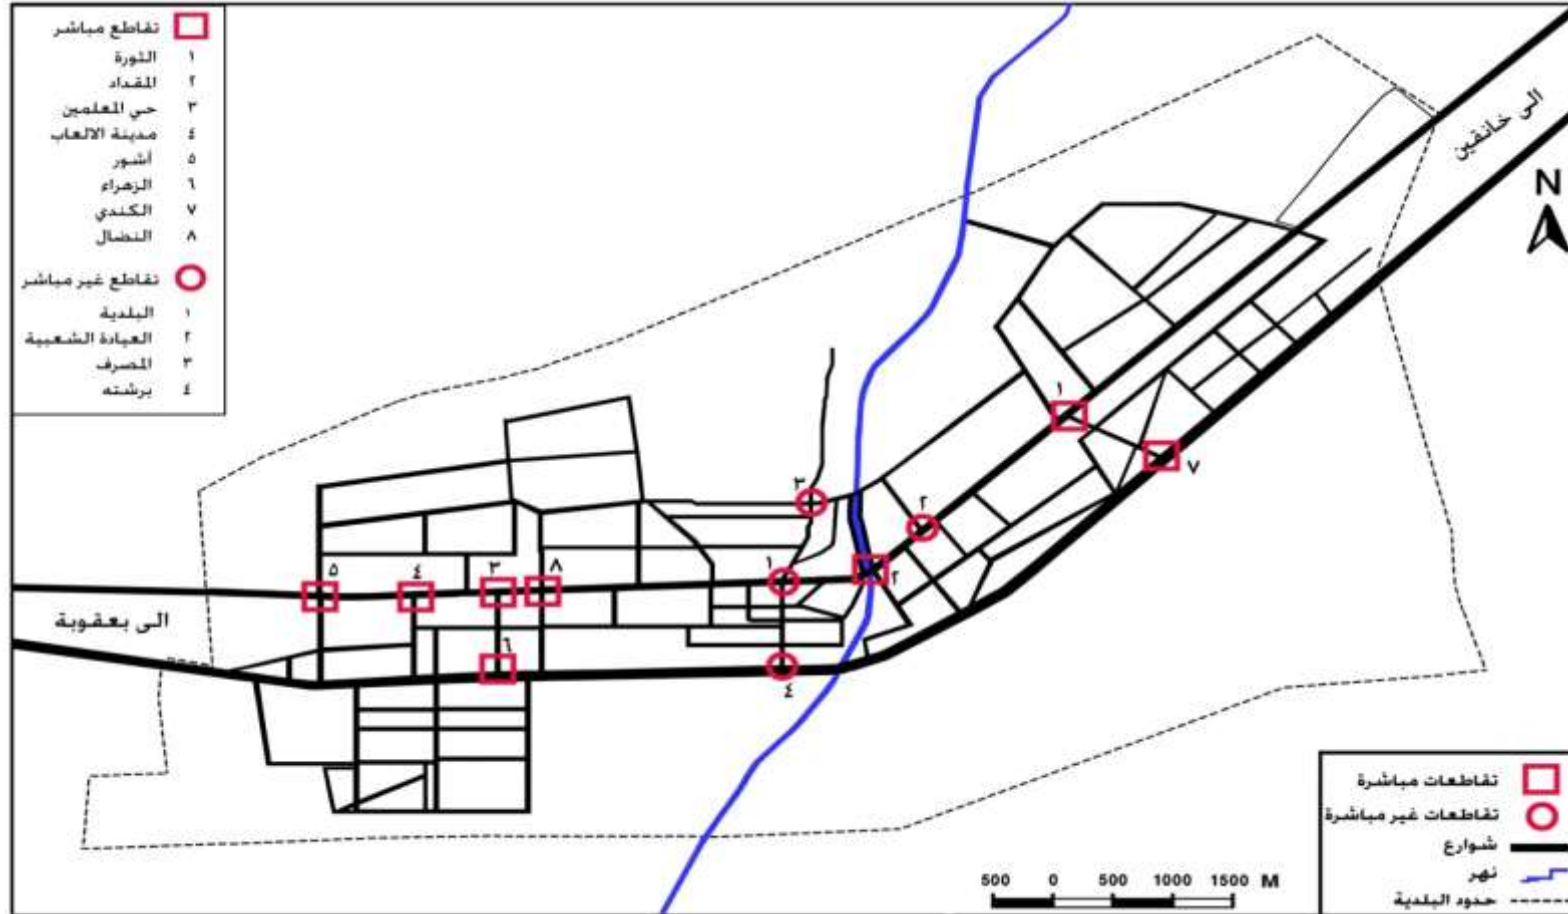 تقاطع مباشر
١ الثورة
٢ المقداد
٣ حي المعلمين
٤ مدينة الالعاب
٥ أشور
٦ الزهراء
٧ الكندي
٨ النضال
تقاطع غير مباشر
١ البلدية
٢ العيادة الشعبية
٣ المصرف
٤ برشته
الى خانقين
N
١
٧
٣
٢
١
٢
٥
٤
٣
٨
الى بعقوبة
٦
٤
تقاطعات مباشرة
تقاطعات غير مباشرة
شوارع
نهر
حدود البلدية
500 0 500 1000 1500 M